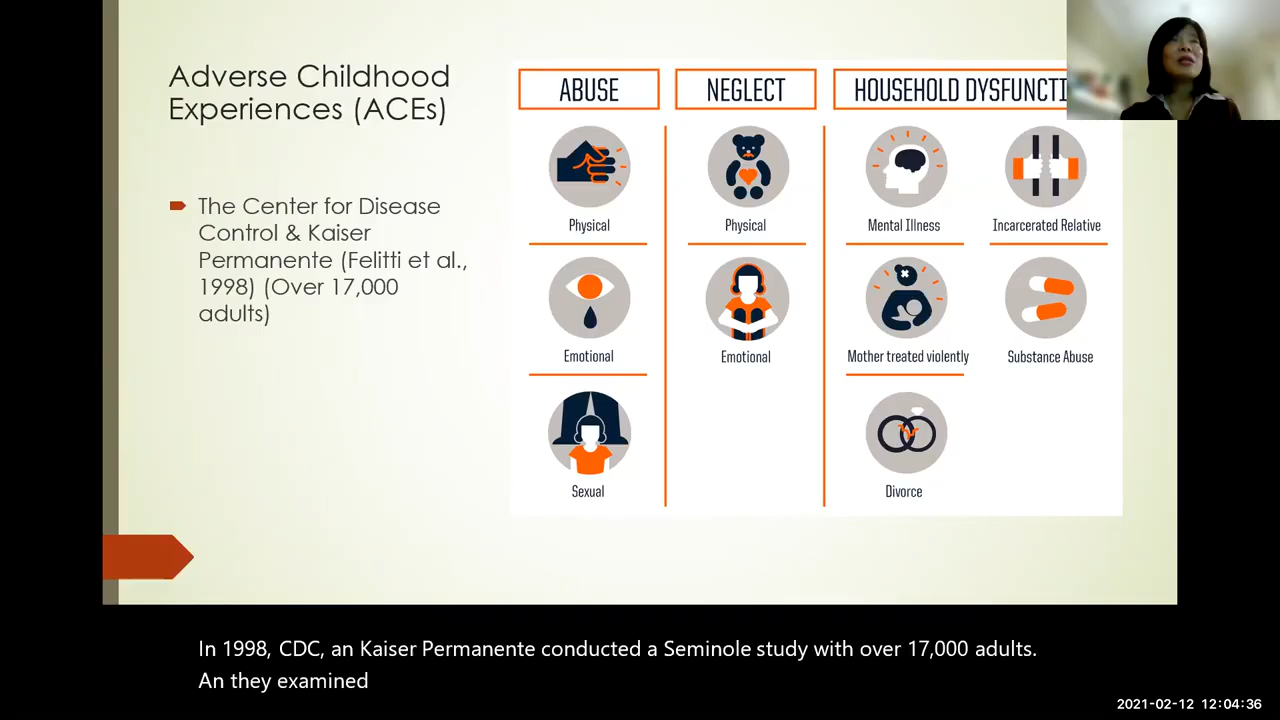 Adverse Childhood
Experiences (ACEs)
The Center for Disease
Control & Kaiser
Permanente (Felitti et al.,
1998) (Over 17,000
adults)
ABUSE
NEGLECT
HOUSEHOLD DYSFUNCTI
Physical
Physical
Mental Illness
Incarcerated Relative
Emotional
Emotional
Mother treated violently
Substance Abuse
Sexual
Divorce
In 1998, CDC, an Kaiser Permanente conducted a Seminole study with over 17,000 adults.
An they examined
2021-02-12 12:04:36